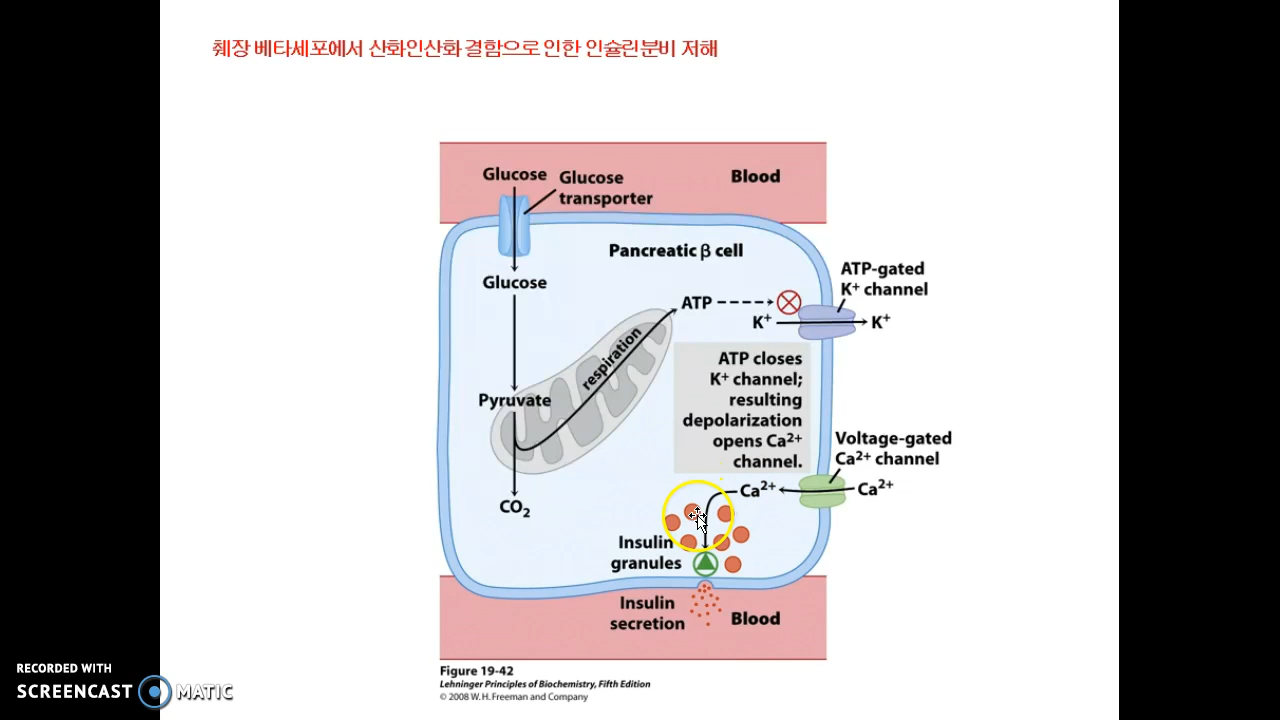 췌장 베타세포에서 산화인산화 결함으로 인한 인슐린분비 저해
Glucose
Glucose
transporter
Blood
Pancreatic β cell
Glucose
ATP-gated
K+ channel
ATP
K+
K+
respiration
ATP closes
K+ channel;
resulting
depolarization
opens Ca2+
channel.
Pyruvate
Voltage-gated
Ca2+ channel
Ca2+
Ca2+
CO2
Insulin
granules
Insulin
secretion
Blood
Figure 19-42
Lehninger Principles of Biochemistry, Fifth Edition
© 2008 W. H. Freeman and Company
RECORDED WITH
SCREENCAST MATIC